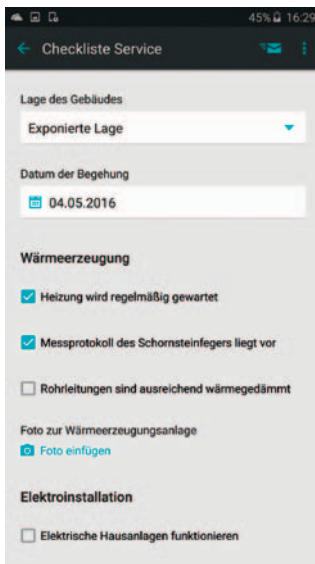 45% 16:29
Checkliste Service
Lage des Gebäudes
Exponierte Lage
Datum der Begehung
04.05.2016
Wärmeerzeugung
Heizung wird regelmäßig gewartet
Messprotokoll des Schornsteinfegers liegt vor
Rohrleitungen sind ausreichend wärmegedämmt
Foto zur Wärmeerzeugungsanlage
Foto einfügen
Elektroinstallation
Elektrische Hausanlagen funktionieren